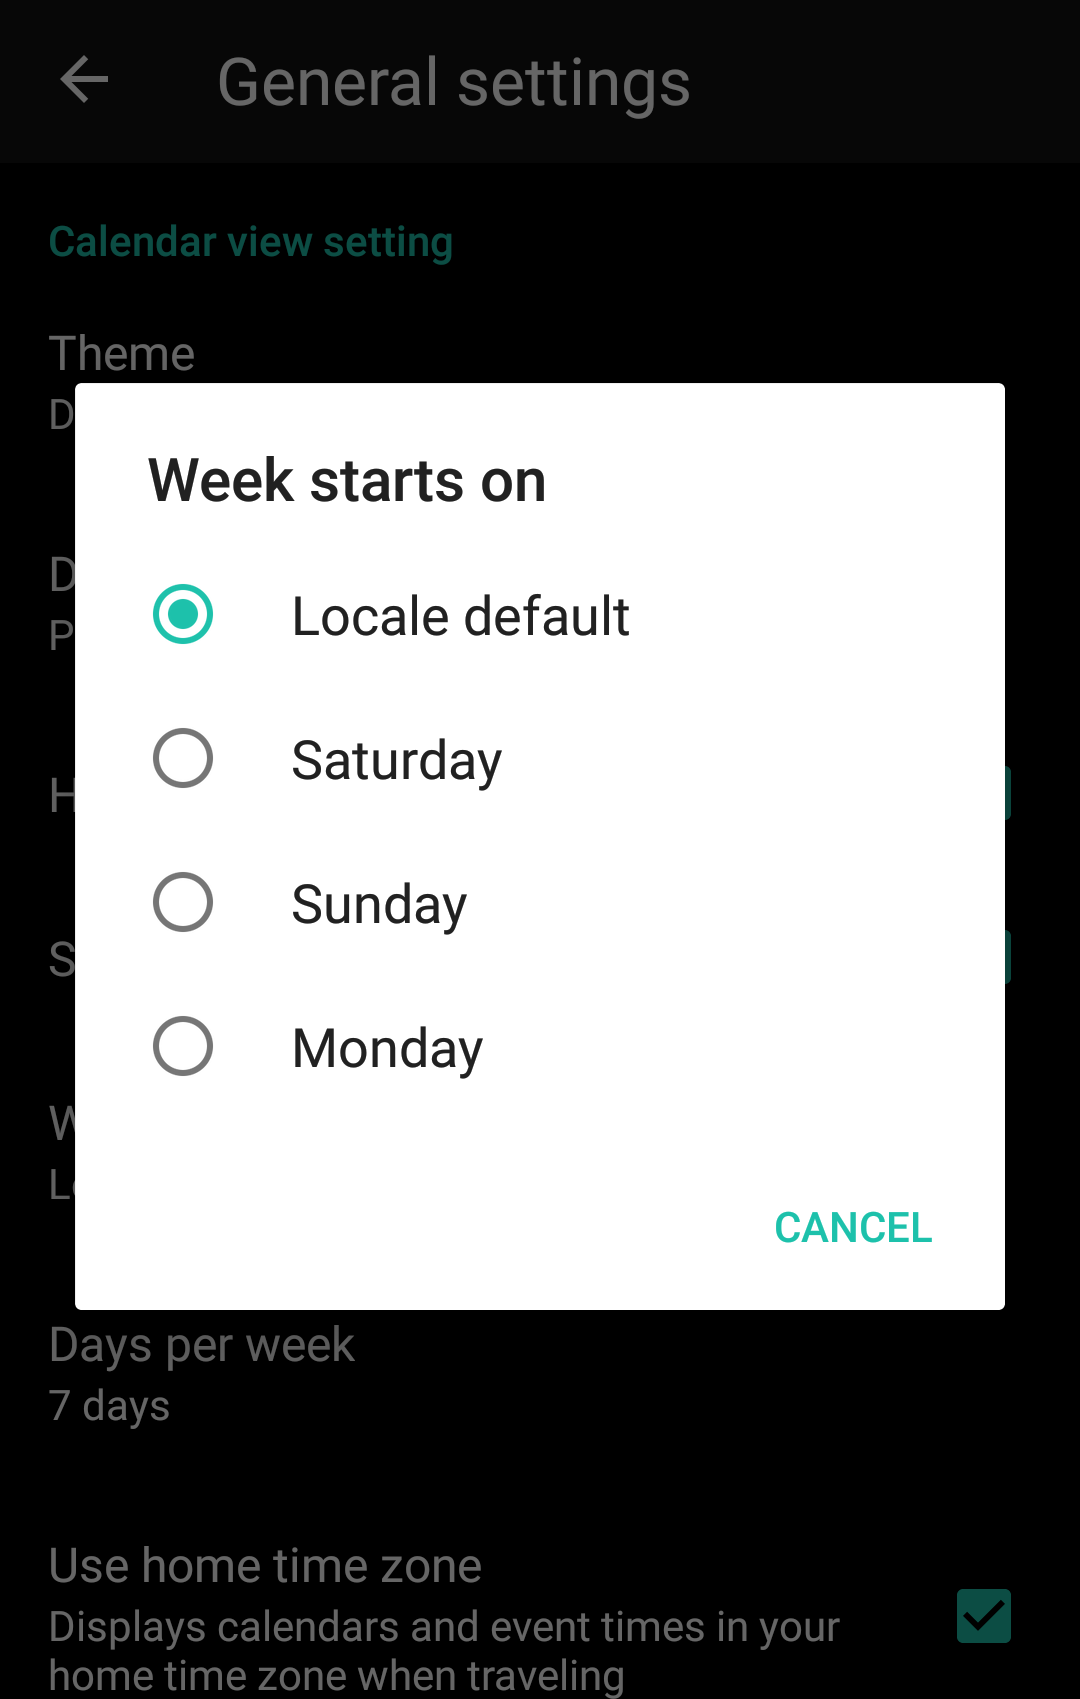 General settings
Calendar view setting
Theme
Week starts on
Locale default
Saturday
Sunday
Monday
CANCEL
Days per week
7 days
Use home time zone
Displays calendars and event times in your
home time zone when traveling